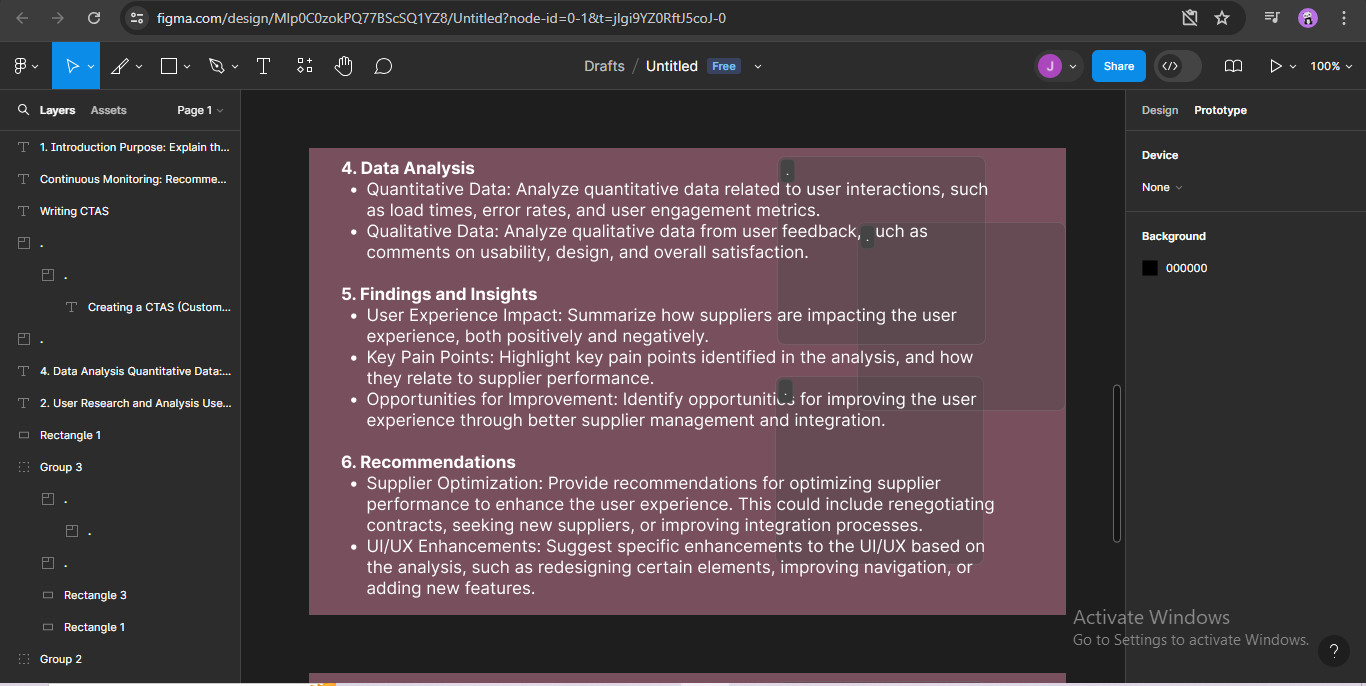 figma.com/design/MIp0C0zokPQ77BScSQ1YZ8/Untitled?node-id=0-1&t=jIgi9YZ0RftJ5coJ-0
Drafts / Untitled Free
J
Share
100%
Layers
Assets
Page 1
1. Introduction Purpose: Explain th...
Continuous Monitoring: Recomme...
Writing CTAS
.
.
Creating a CTAS (Custom...
.
4. Data Analysis Quantitative Data:...
2. User Research and Analysis Use...
Rectangle 1
Group 3
.
.
.
Rectangle 3
Rectangle 1
Group 2
4. Data Analysis
• Quantitative Data: Analyze quantitative data related to user interactions, such
as load times, error rates, and user engagement metrics.
• Qualitative Data: Analyze qualitative data from user feedback, uch as
comments on usability, design, and overall satisfaction.
5. Findings and Insights
• User Experience Impact: Summarize how suppliers are impacting the user
experience, both positively and negatively.
• Key Pain Points: Highlight key pain points identified in the analysis, and how
they relate to supplier performance.
• Opportunities for Improvement: Identify opportunities for improving the user
experience through better supplier management and integration.
6. Recommendations
• Supplier Optimization: Provide recommendations for optimizing supplier
performance to enhance the user experience. This could include renegotiating
contracts, seeking new suppliers, or improving integration processes.
• UI/UX Enhancements: Suggest specific enhancements to the UI/UX based on
the analysis, such as redesigning certain elements, improving navigation, or
adding new features.
.
.
.
Design
Prototype
Device
None
Background
000000
Activate Windows
Go to Settings to activate Windows.
?